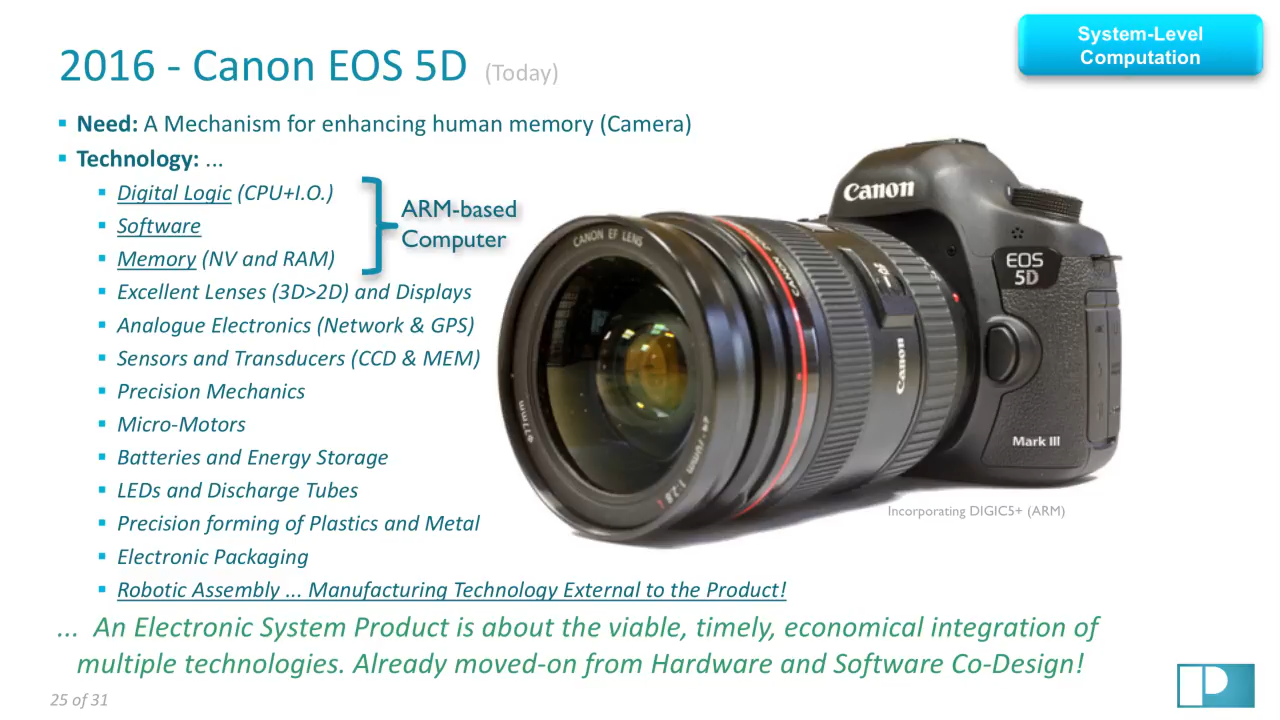 System-Level
Computation
2016 - Canon EOS 5D (Today)
▪ Need: A Mechanism for enhancing human memory (Camera)
▪ Technology: ...
▪ Digital Logic (CPU+I.O.)
▪ Software
▪ Memory (NV and RAM)
ARM-based
Computer
▪ Excellent Lenses (3D>2D) and Displays
▪ Analogue Electronics (Network & GPS)
▪ Sensors and Transducers (CCD & MEM)
▪ Precision Mechanics
▪ Micro-Motors
▪ Batteries and Energy Storage
▪ LEDs and Discharge Tubes
▪ Precision forming of Plastics and Metal
▪ Electronic Packaging
▪ Robotic Assembly ... Manufacturing Technology External to the Product!
Canon
CANON EF LENS
EOS
5D
Canon
Mark III
Incorporating DIGIC5+ (ARM)
... An Electronic System Product is about the viable, timely, economical integration of
multiple technologies. Already moved-on from Hardware and Software Co-Design!
25 of 31